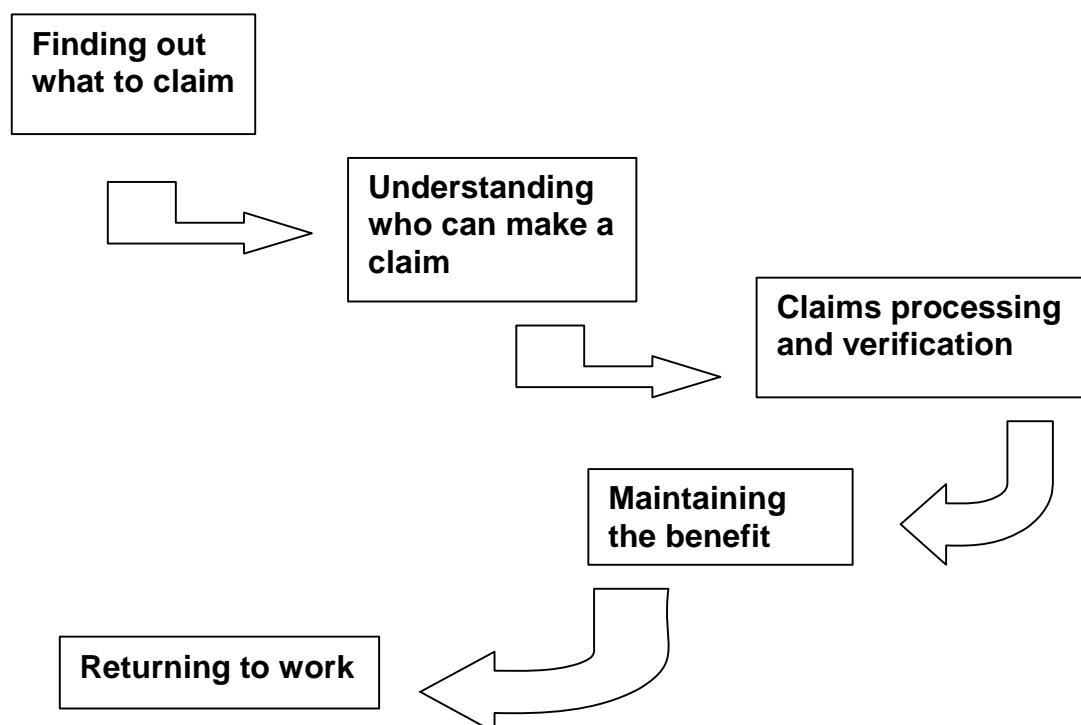 Finding out
what to claim
Understanding
who can make a
claim
Claims processing
and verification
Maintaining
the benefit
Returning to work